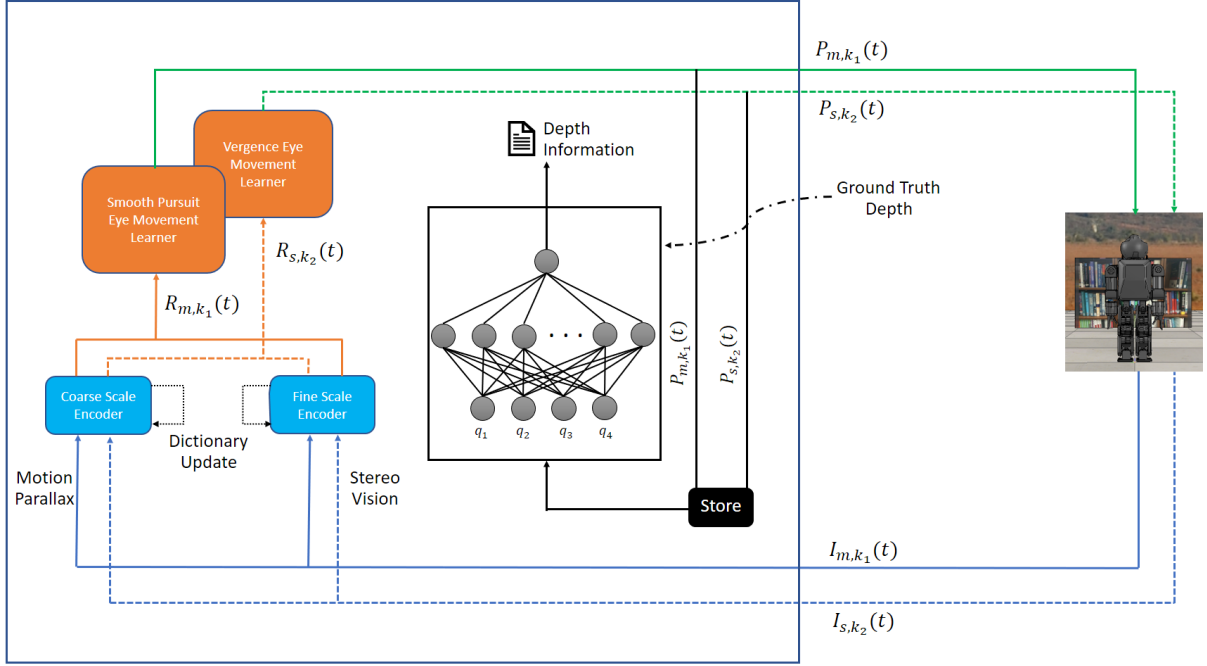 P_{m,k_1}(t)
P_{s,k_2}(t)
Vergence Eye
Movement
Learner
Smooth Pursuit
Eye Movement
Learner
Depth
Information
Ground Truth
Depth
R_{s,k_2}(t)
R_{m,k_1}(t)
P_{m,k_1}(t)
P_{s,k_2}(t)
Coarse Scale
Encoder
Fine Scale
Encoder
q_1 q_2 q_3 q_4
Dictionary
Update
Motion
Parallax
Stereo
Vision
Store
I_{m,k_1}(t)
I_{s,k_2}(t)